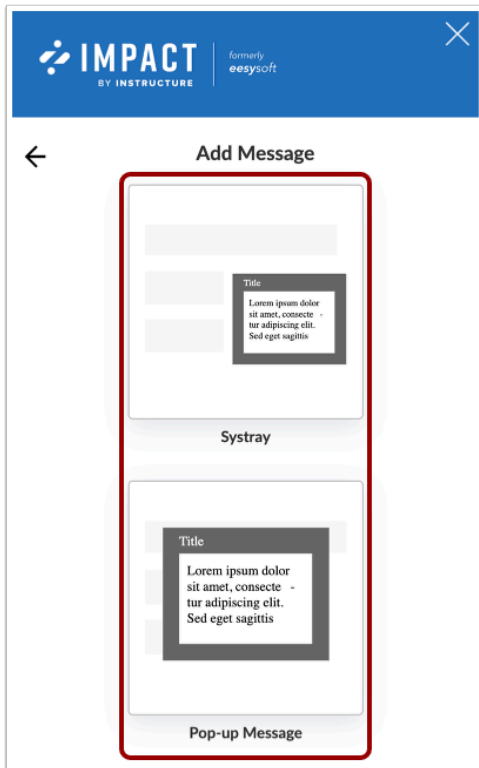 IMPACT
BY INSTRUCTURE
formerly
eesysoft
Add Message
Title
Lorem ipsum dolor
sit amet, consecte -
tur adipiscing elit.
Sed eget sagittis
Systray
Title
Lorem ipsum dolor
sit amet, consecte -
tur adipiscing elit.
Sed eget sagittis
Pop-up Message